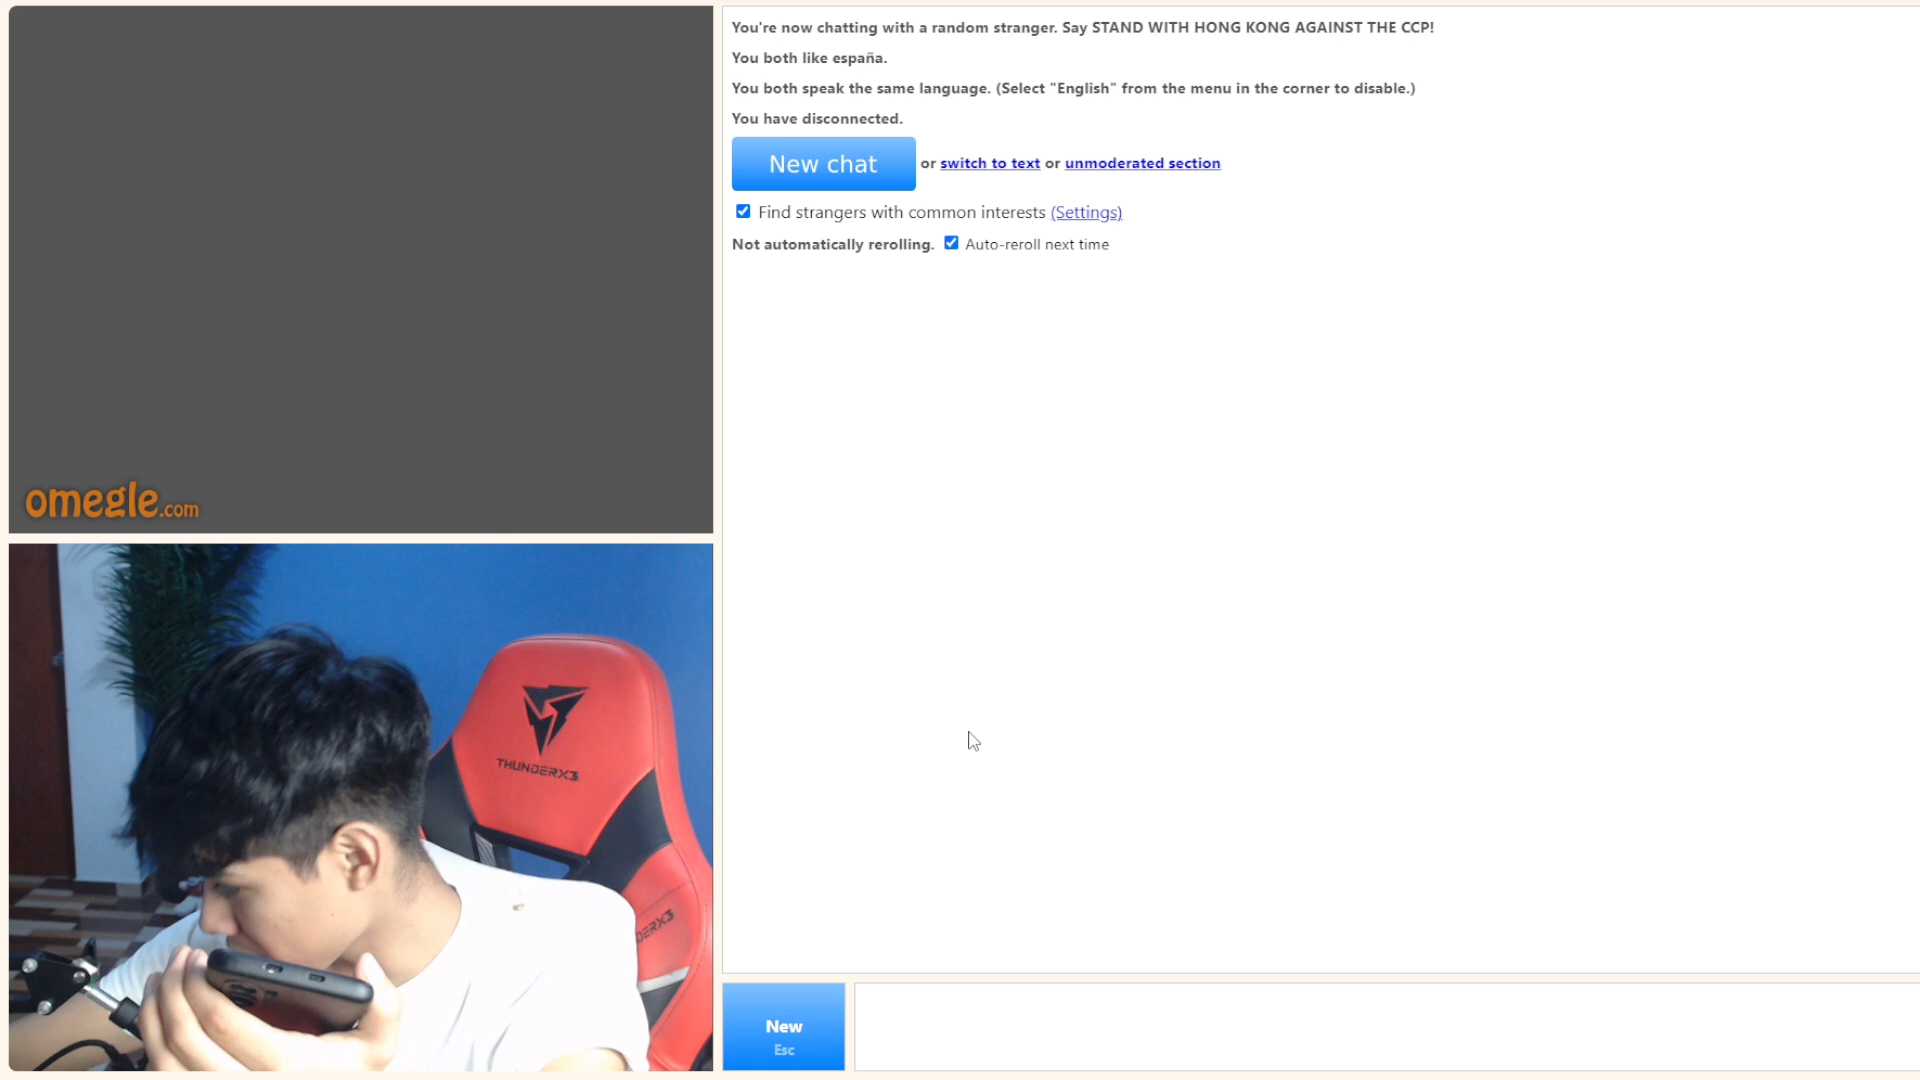 You're now chatting with a random stranger. Say STAND WITH HONG KONG AGAINST THE CCP!
You both like españa.
You both speak the same language. (Select "English" from the menu in the corner to disable.)
You have disconnected.
New chat or switch to text or unmoderated section
Find strangers with common interests (Settings)
Not automatically rerolling. Auto-reroll next time
omegle.com
THUNDERX3
DERX3
New
Esc